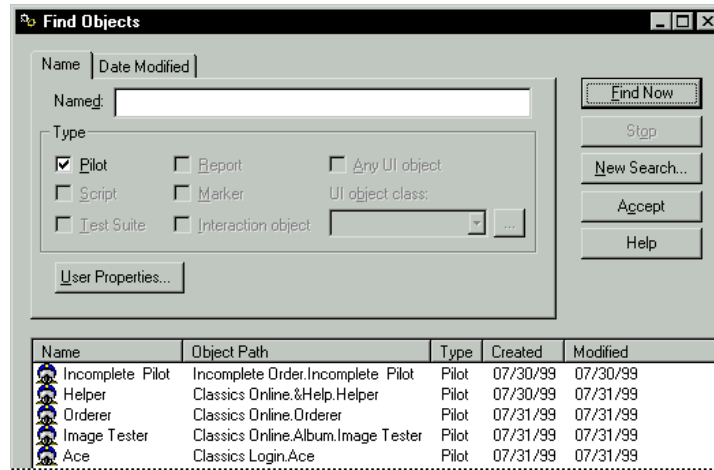 Find Objects
Name Date Modified
Named:
Find Now
Type
Stop
Pilot Report Any UI object
New Search...
Script Marker UI object class:
Accept
Test Suite Interaction object ...
Help
User Properties...
Name Object Path Type Created Modified
Incomplete Pilot Incomplete Order.Incomplete Pilot Pilot 07/30/99 07/30/99
Helper Classics Online.&Help.Helper Pilot 07/30/99 07/31/99
Orderer Classics Online.Orderer Pilot 07/31/99 07/31/99
Image Tester Classics Online.Album.Image Tester Pilot 07/31/99 07/31/99
Ace Classics Login.Ace Pilot 07/31/99 07/31/99